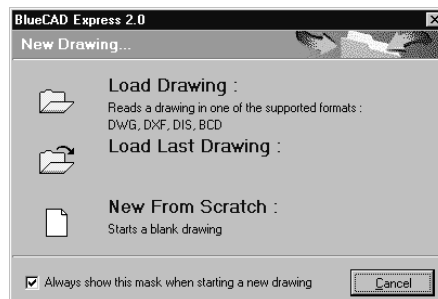 BlueCAD Express 2.0
New Drawing...
Load Drawing :
Reads a drawing in one of the supported formats :
DWG, DXF, DIS, BCD
Load Last Drawing :
New From Scratch :
Starts a blank drawing
Always show this mask when starting a new drawing
Cancel